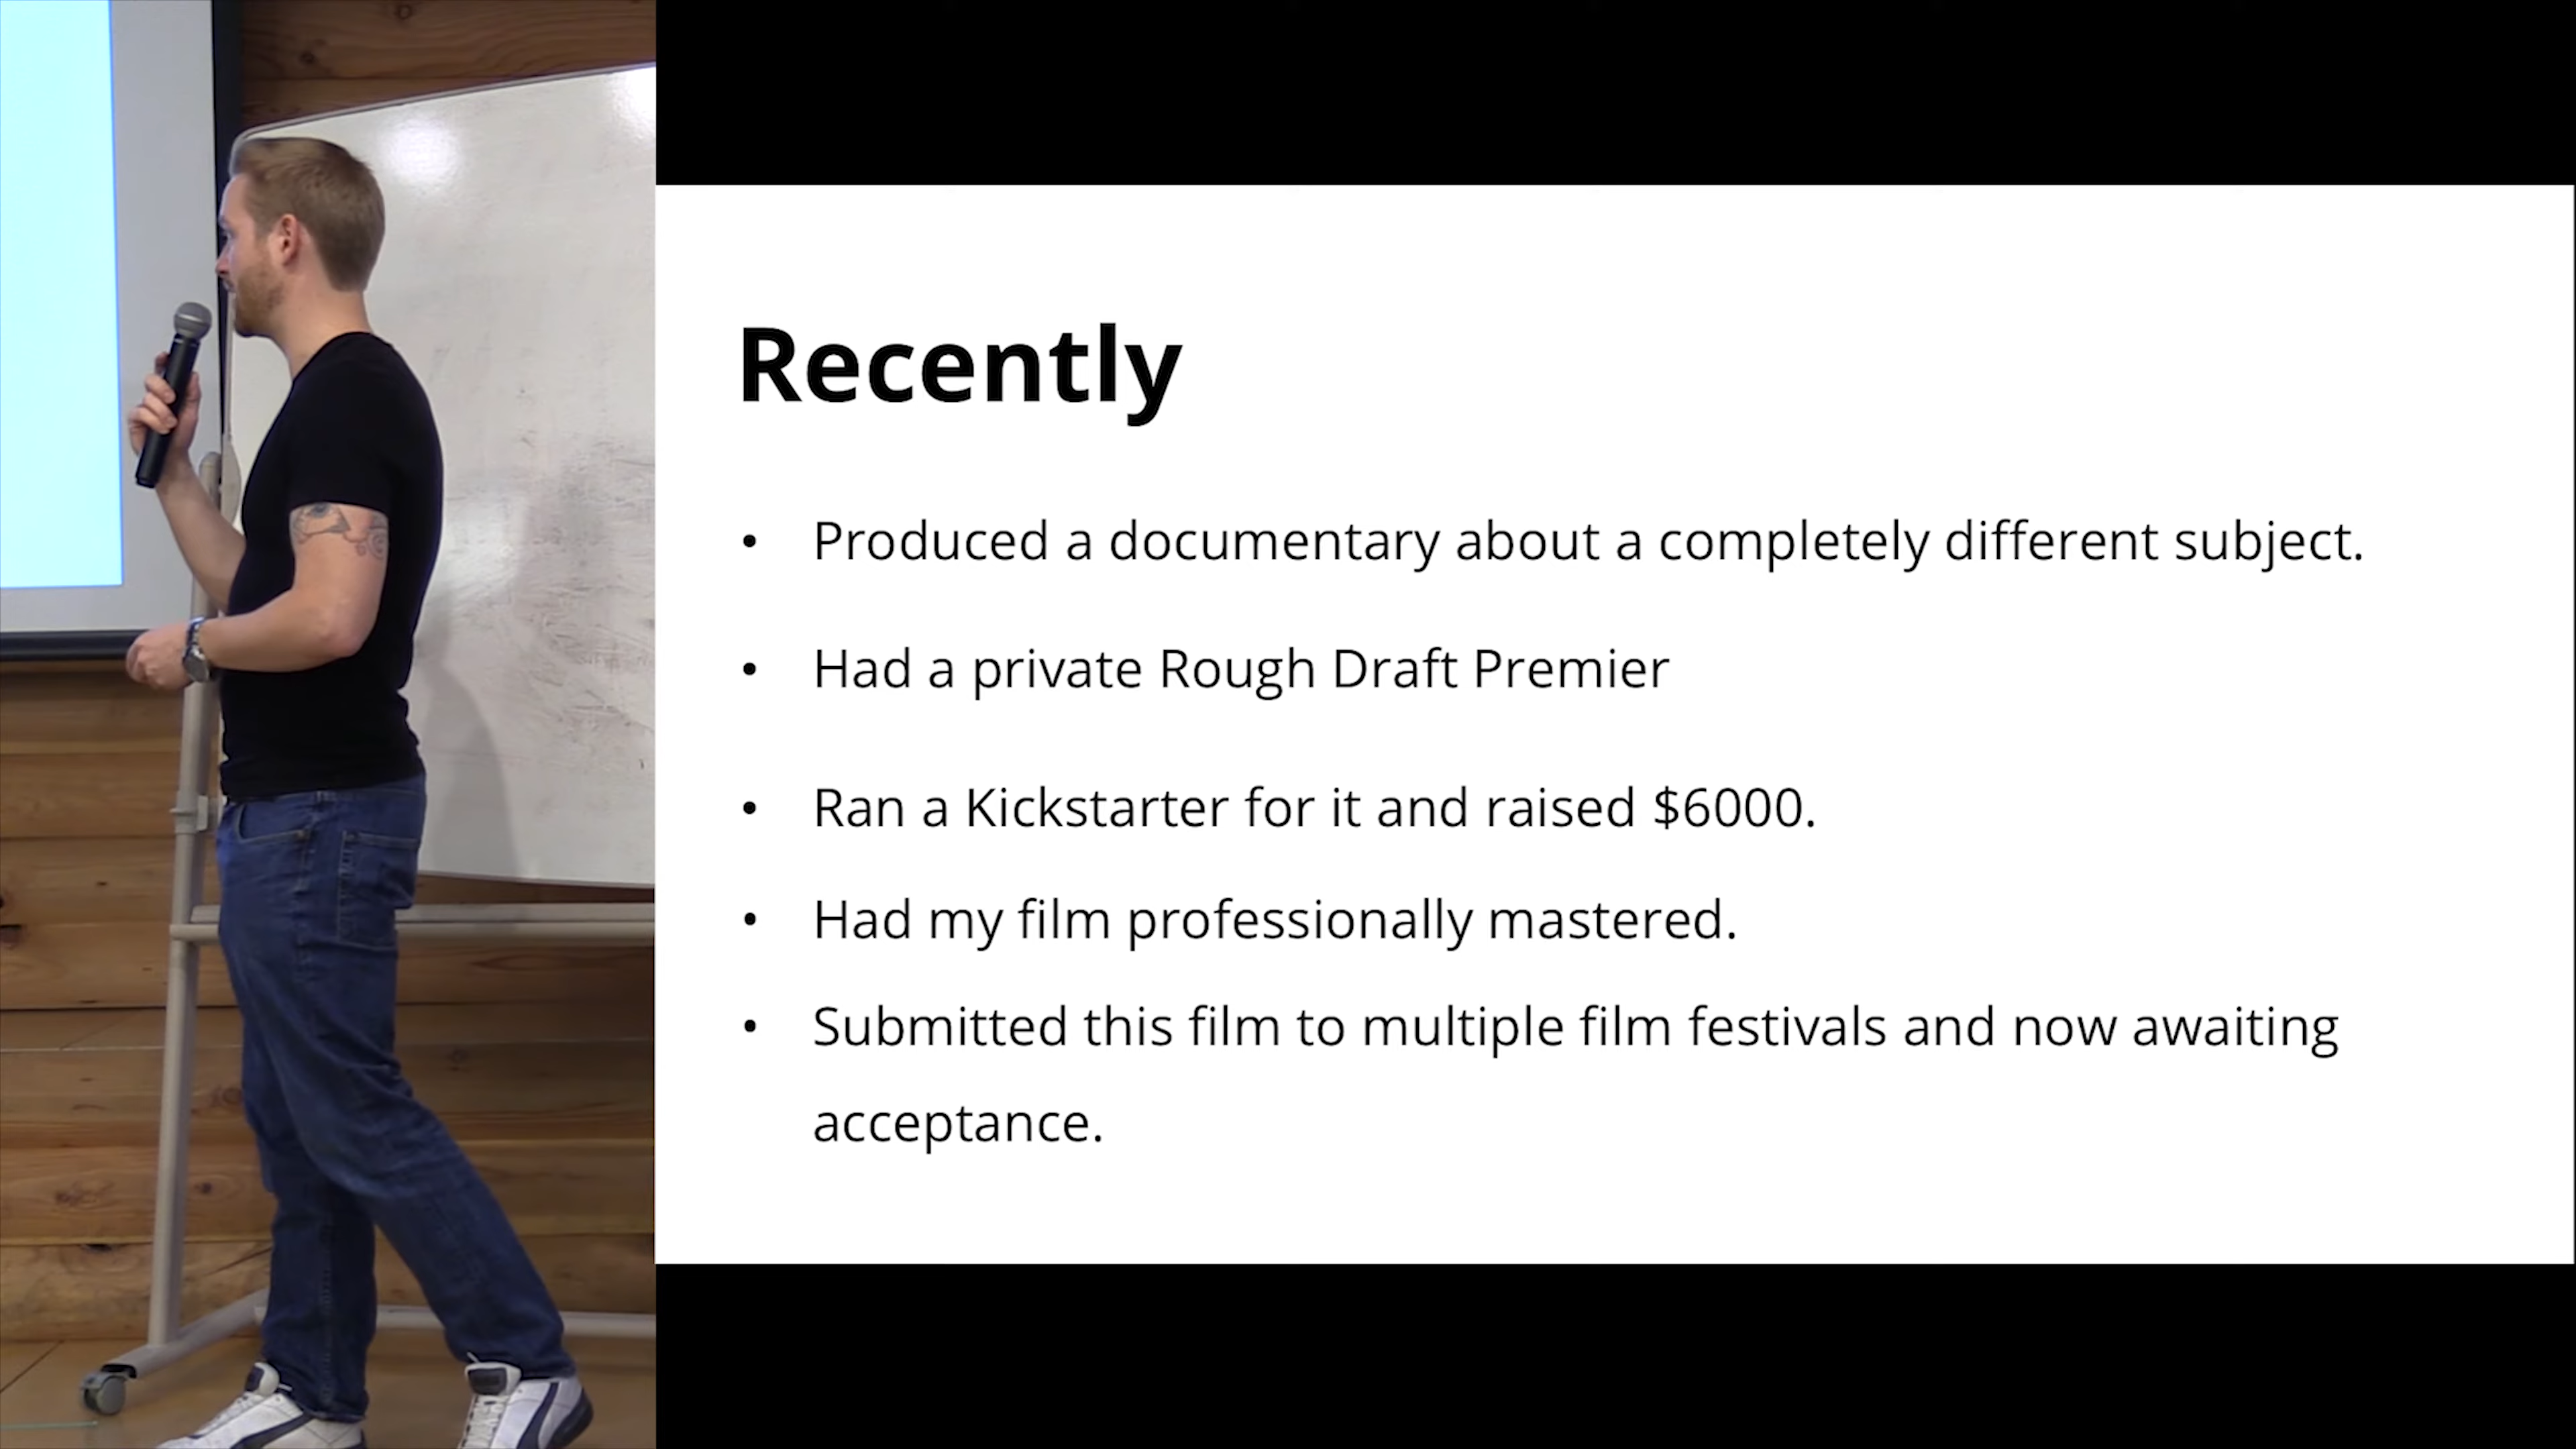 Recently
• Produced a documentary about a completely different subject.
• Had a private Rough Draft Premier
• Ran a Kickstarter for it and raised $6000.
• Had my film professionally mastered.
• Submitted this film to multiple film festivals and now awaiting
acceptance.